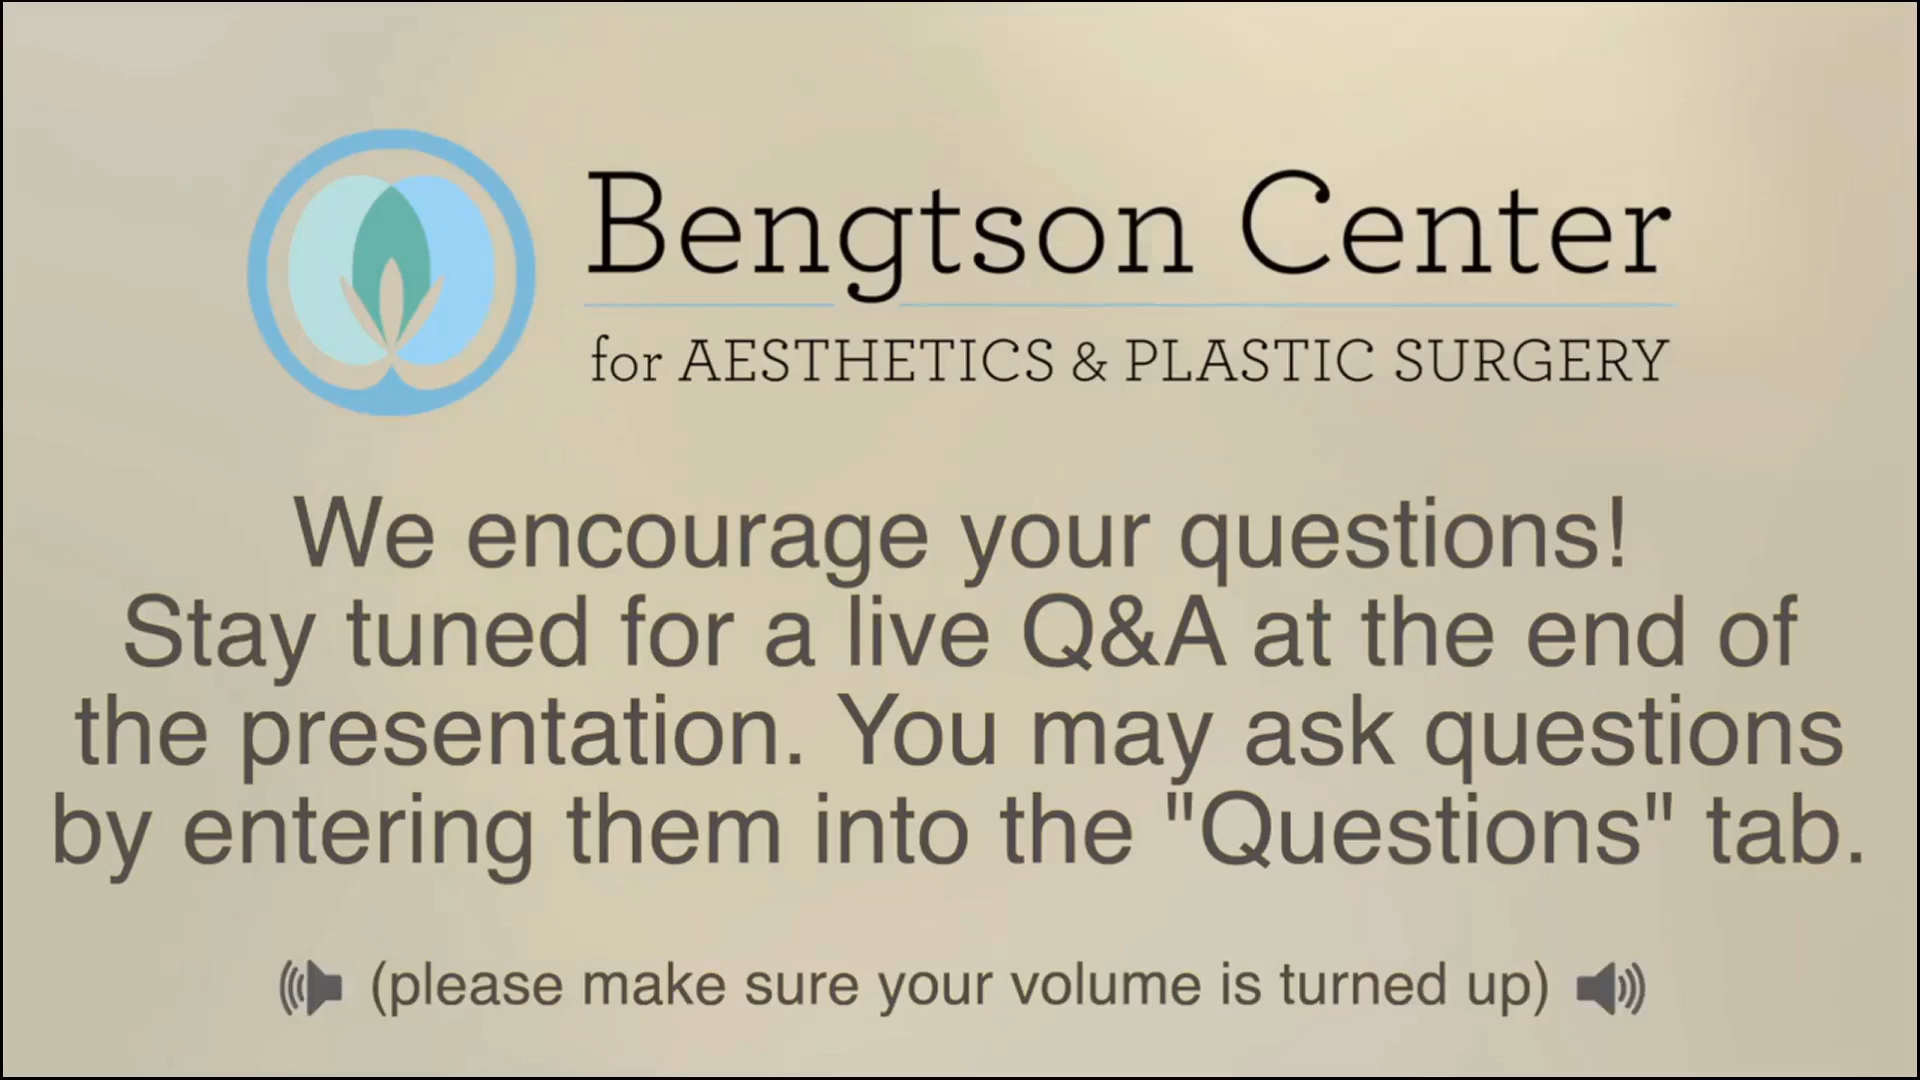 Bengtson Center
for AESTHETICS & PLASTIC SURGERY
We encourage your questions!
Stay tuned for a live Q&A at the end of
the presentation. You may ask questions
by entering them into the "Questions" tab.
(please make sure your volume is turned up)